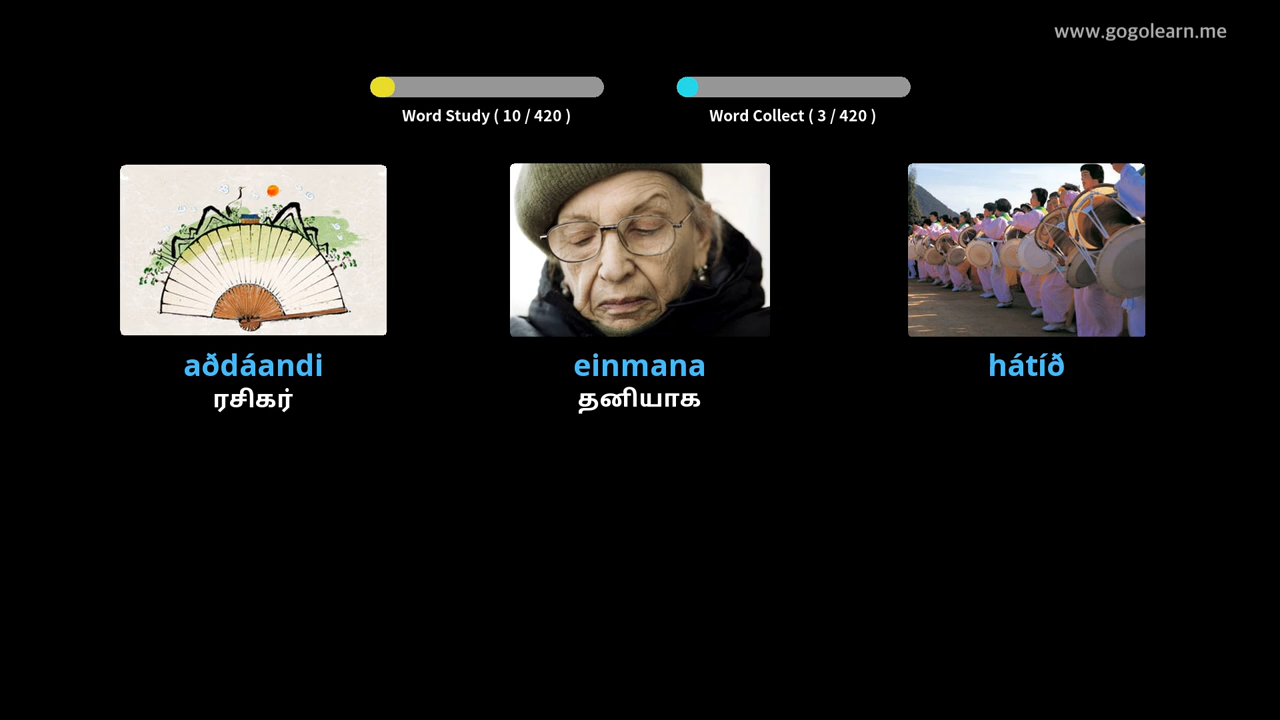 www.gogolearn.me
Word Study ( 10 / 420 )
Word Collect ( 3 / 420 )
aðdáandi
ரசிகர்
einmana
தனியாக
hátíð